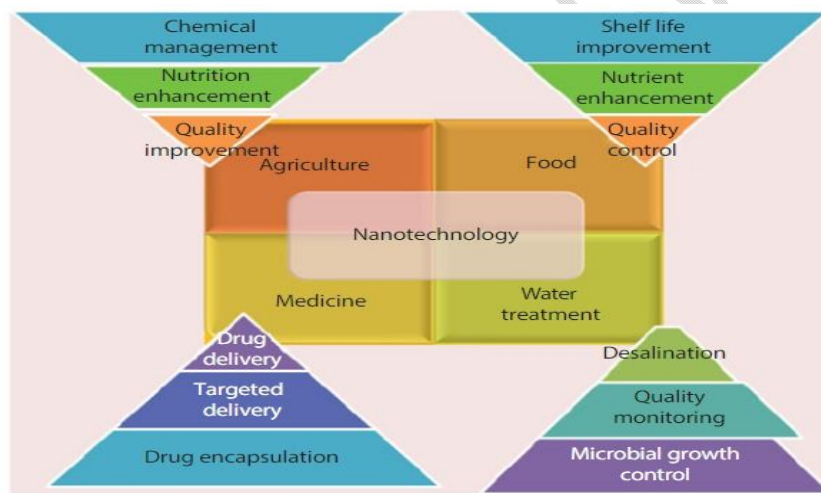 Chemical
management
Nutrition
enhancement
Quality
improvement
Shelf life
improvement
Nutrient
enhancement
Quality
control
Agriculture
Food
Nanotechnology
Medicine
Water
treatment
Drug
delivery
Targeted
delivery
Drug encapsulation
Desalination
Quality
monitoring
Microbial growth
control